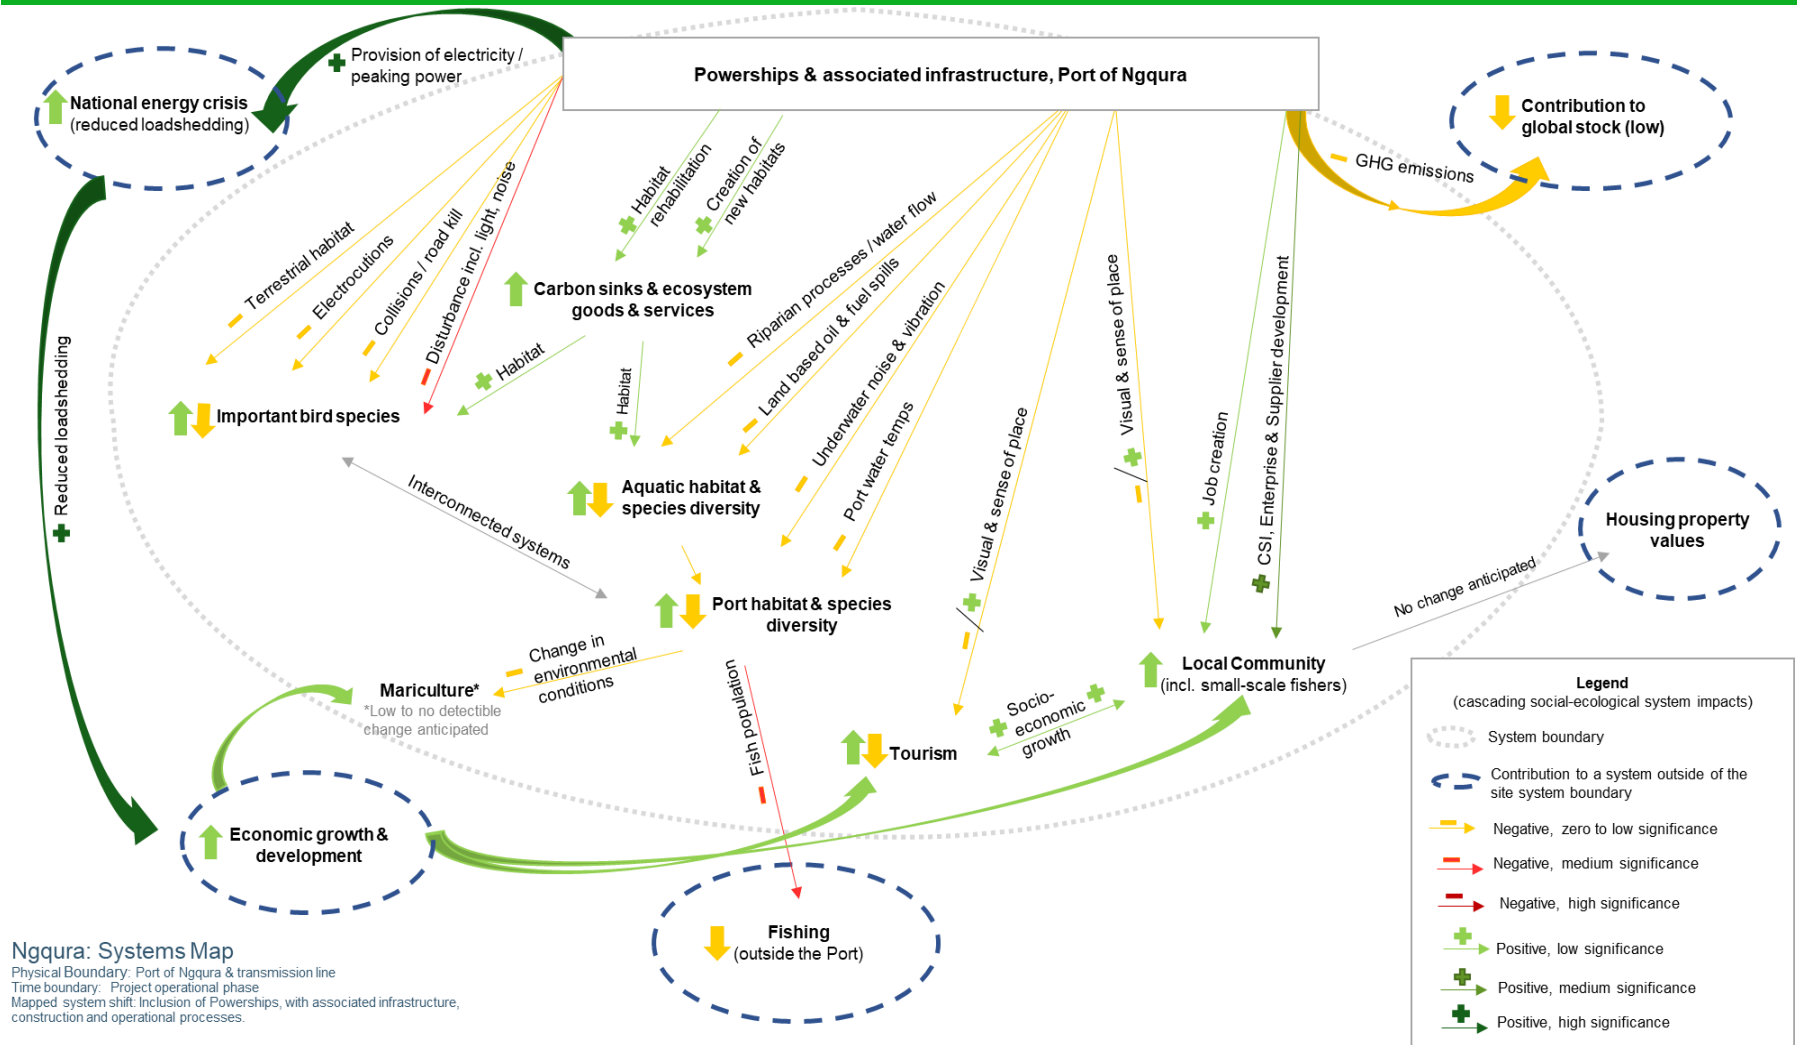 Powerships & associated infrastructure, Port of Ngqura
Provision of electricity /
peaking power
National energy crisis
(reduced loadshedding)
Contribution to
global stock (low)
GHG emissions
Habitat
rehabilitation
Creation of
new habitats
Terrestrial habitat
Electrocutions
Collisions / road kill
Disturbance incl. light, noise
Carbon sinks & ecosystem
goods & services
Riparian processes / water flow
Land based oil & fuel spills
Underwater noise & vibration
Port water temps
Visual & sense of place
Visual & sense of place
Job creation
CSI, Enterprise & Supplier development
Reduced loadshedding
Habitat
Habitat
Important bird species
Interconnected systems
Aquatic habitat &
species diversity
Housing property
values
No change anticipated
Port habitat & species
diversity
Change in
environmental
conditions
Mariculture*
*Low to no detectible
change anticipated
Fish population
Local Community
(incl. small-scale fishers)
Socio-
economic
growth
Tourism
Economic growth &
development
Fishing
(outside the Port)
Legend
(cascading social-ecological system impacts)
System boundary
Contribution to a system outside of the
site system boundary
Negative, zero to low significance
Negative, medium significance
Negative, high significance
Positive, low significance
Positive, medium significance
Positive, high significance
Ngqura: Systems Map
Physical Boundary: Port of Ngqura & transmission line
Time boundary: Project operational phase
Mapped system shift: Inclusion of Powerships, with associated infrastructure,
construction and operational processes.